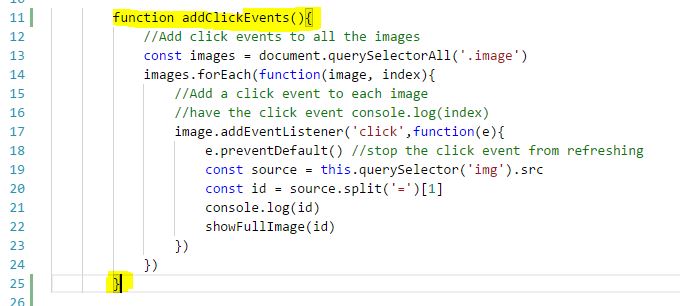 11 function addClickEvents(){
12 //Add click events to all the images
13 const images = document.querySelectorAll('.image')
14 images.forEach(function(image, index){
15 //Add a click event to each image
16 //have the click event console.log(index)
17 image.addEventListener('click',function(e){
18 e.preventDefault() //stop the click event from refreshing
19 const source = this.querySelector('img').src
20 const id = source.split('=')[1]
21 console.log(id)
22 showFullImage(id)
23 })
24 })
25 }
26